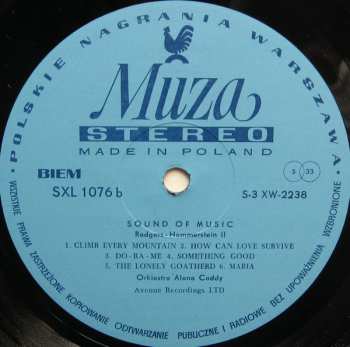 • POLSKIE NAGRANIA WARSZAWA •
Muza
STEREO
MADE IN POLAND
BIEM
SXL 1076 b
S 33
S-3 XW-2238
SOUND OF MUSIC
Rodgers-Hammerstein II
1. CLIMB EVERY MOUNTAIN 2. HOW CAN LOVE SURVIVE
3. DO-RA-ME 4. SOMETHING GOOD
5. THE LONELY GOATHERD 6. MARIA
Orkiestra Alana Caddy
Avenue Recordings LTD
WSZYSTKIE PRAWA ZASTRZEŻONE KOPIOWANIE ODTWARZANIE PUBLICZNE I RADIOWE BEZ UPOWAŻNIENIA WZBRONIONE